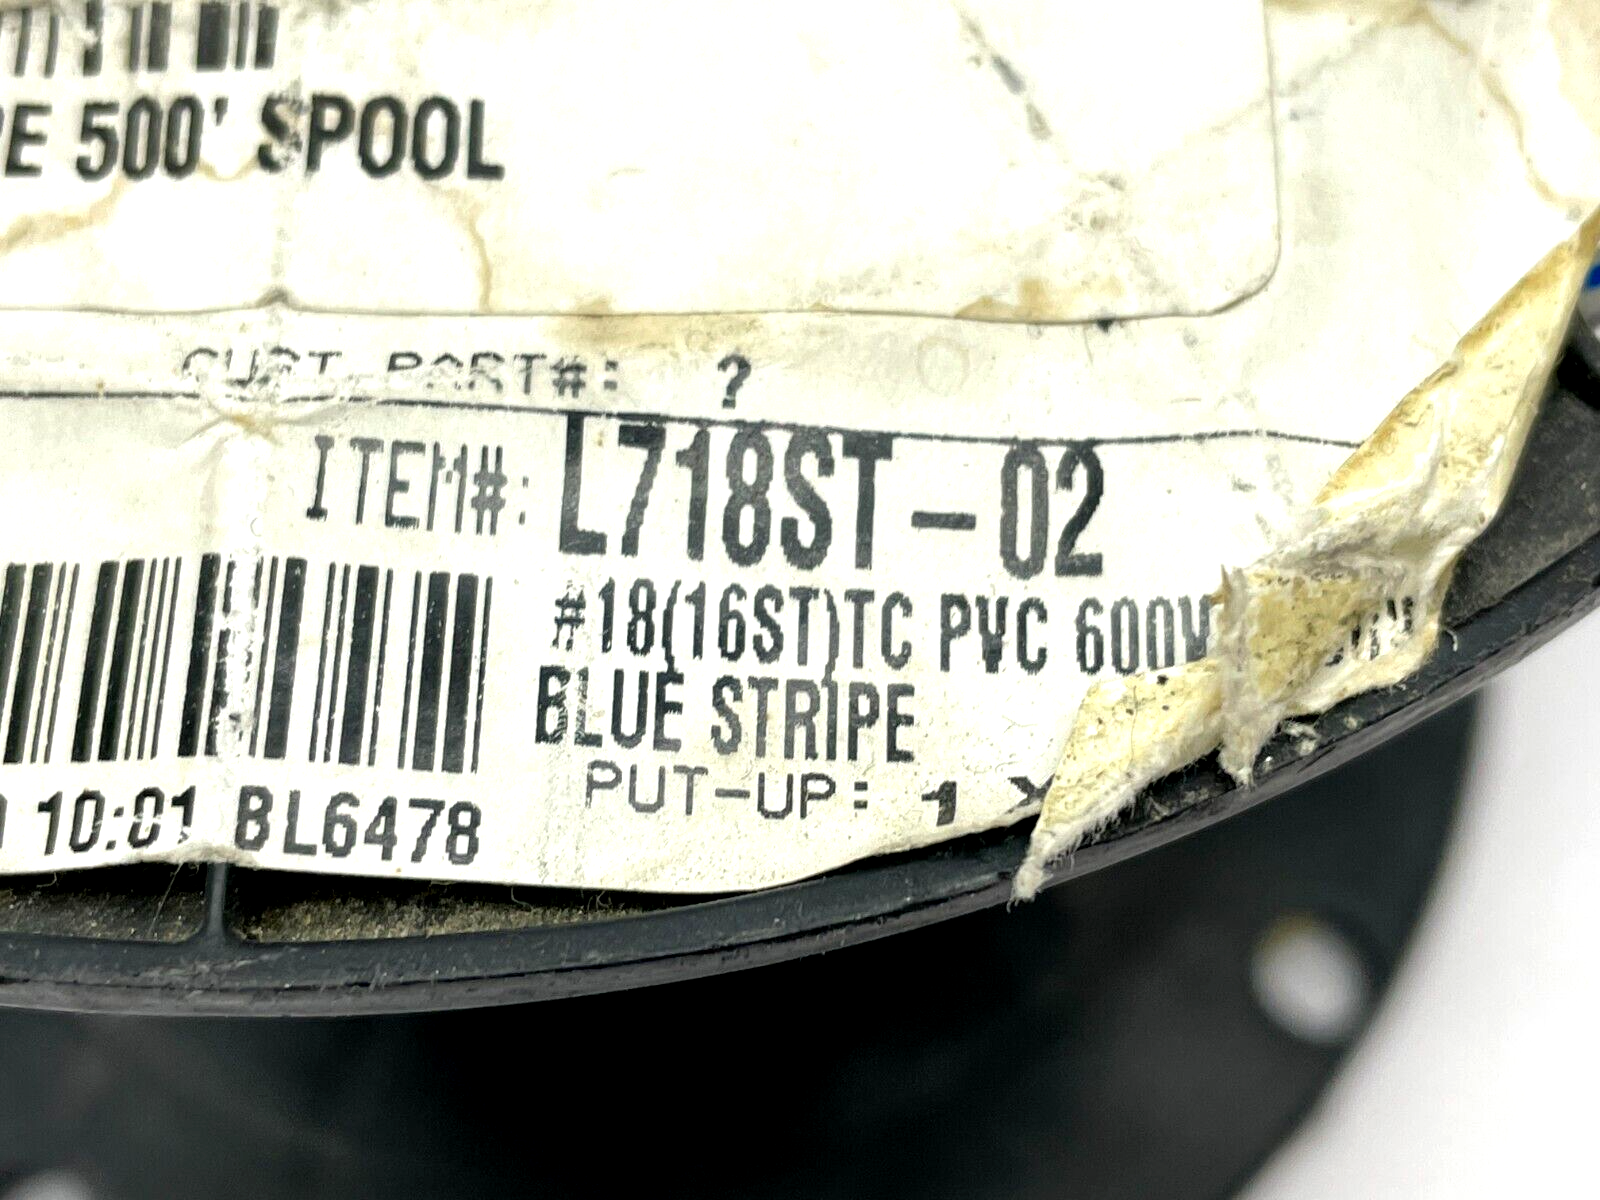 500' SPOOL
CUST PART#: ?
ITEM#: L718ST-02
#18(16ST)TC PVC 600V
BLUE STRIPE
PUT-UP: 1
10:01 BL6478